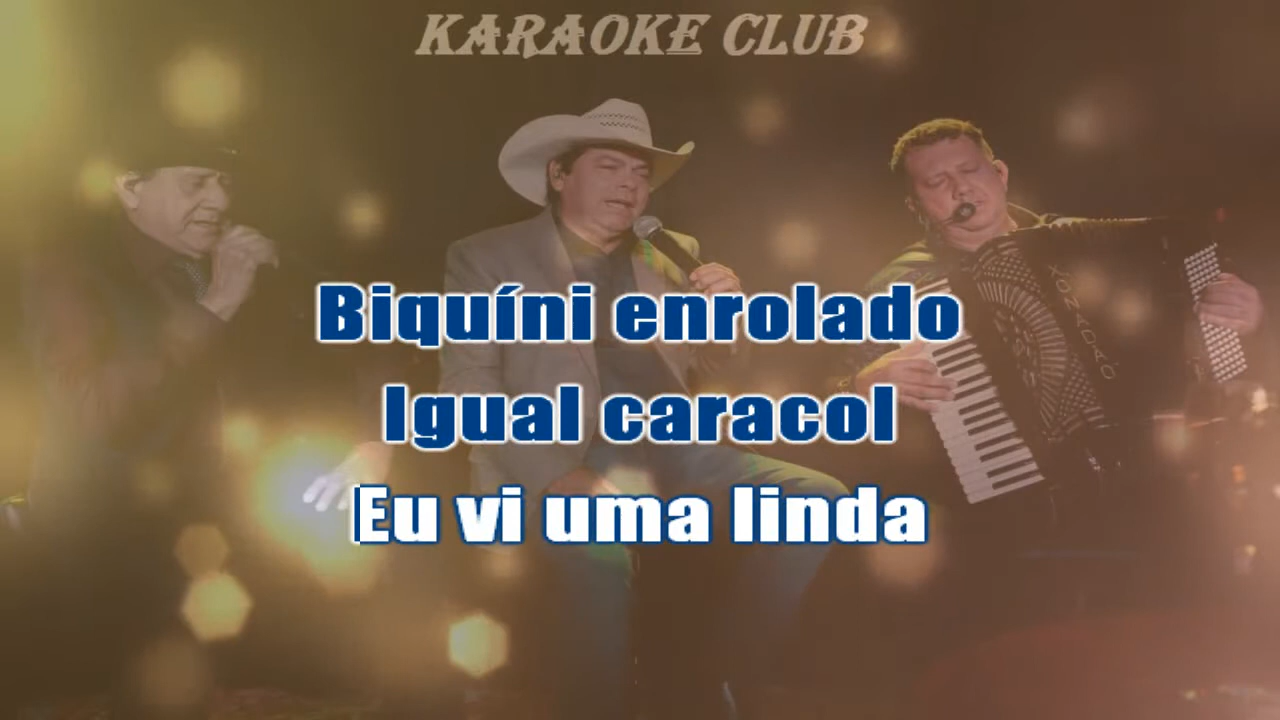 KARAOKE CLUB
Biquíni enrolado
Igual caracol
Eu vi uma linda